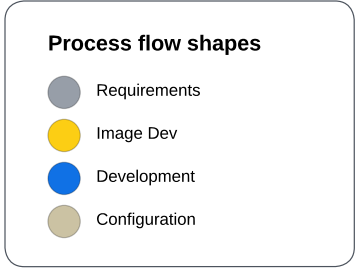 Process flow shapes
Requirements
Image Dev
Development
Configuration